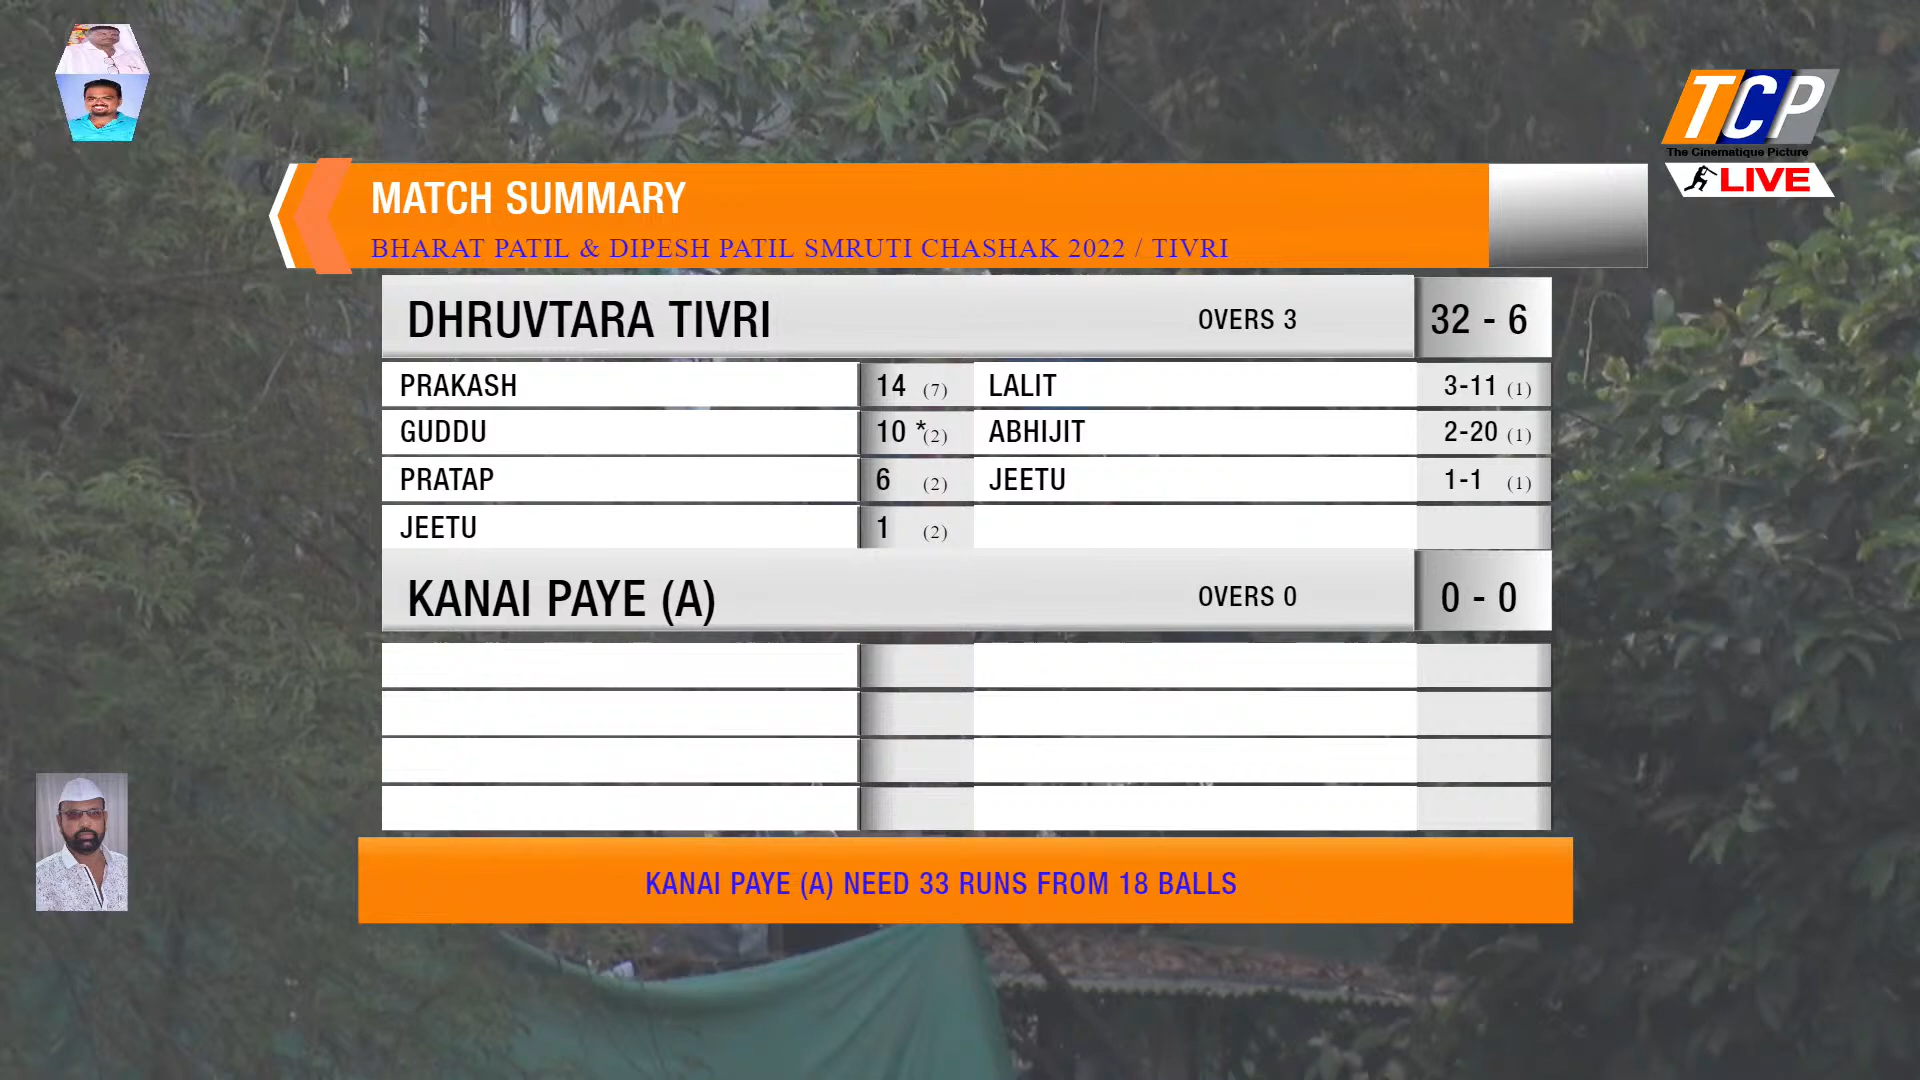 TCP
The Cinematique Picture
LIVE
MATCH SUMMARY
BHARAT PATIL & DIPESH PATIL SMRUTI CHASHAK 2022 / TIVRI
DHRUVTARA TIVRI OVERS 3 32 - 6
PRAKASH 14 (7) LALIT 3-11 (1)
GUDDU 10 * (2) ABHIJIT 2-20 (1)
PRATAP 6 (2) JEETU 1-1 (1)
JEETU 1 (2)
KANAI PAYE (A) OVERS 0 0 - 0
KANAI PAYE (A) NEED 33 RUNS FROM 18 BALLS